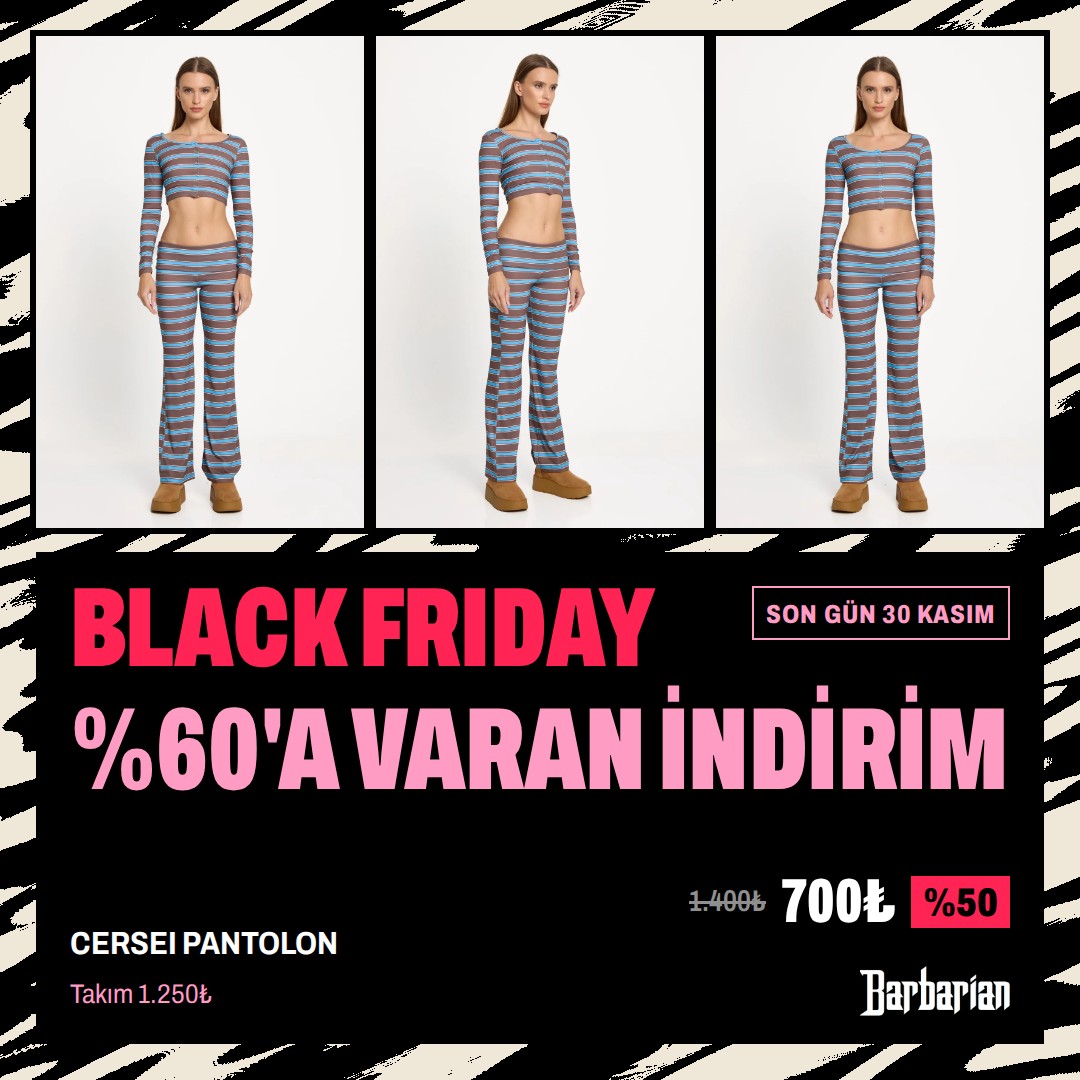 BLACK FRIDAY
SON GÜN 30 KASIM
%60'A VARAN İNDİRİM
1.400₺ 700₺ %50
CERSEI PANTOLON
Takım 1.250₺
Barbarian